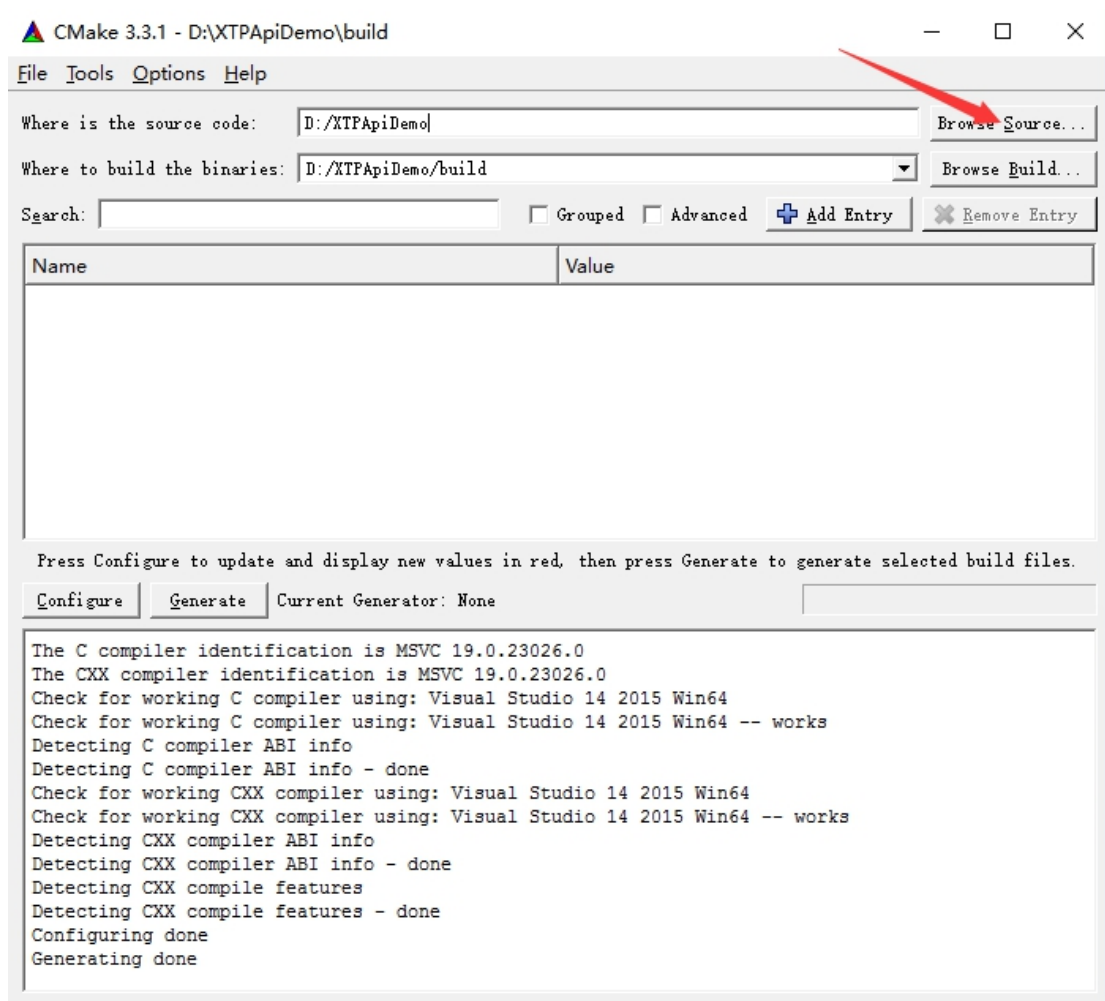 CMake 3.3.1 - D:\XTPApiDemo\build
File Tools Options Help
Where is the source code: D:/XTPApiDemo Browse Source...
Where to build the binaries: D:/XTPApiDemo/build Browse Build...
Search: Grouped Advanced Add Entry Remove Entry
Name Value
Press Configure to update and display new values in red, then press Generate to generate selected build files.
Configure Generate Current Generator: None
The C compiler identification is MSVC 19.0.23026.0
The CXX compiler identification is MSVC 19.0.23026.0
Check for working C compiler using: Visual Studio 14 2015 Win64
Check for working C compiler using: Visual Studio 14 2015 Win64 -- works
Detecting C compiler ABI info
Detecting C compiler ABI info - done
Check for working CXX compiler using: Visual Studio 14 2015 Win64
Check for working CXX compiler using: Visual Studio 14 2015 Win64 -- works
Detecting CXX compiler ABI info
Detecting CXX compiler ABI info - done
Detecting CXX compile features
Detecting CXX compile features - done
Configuring done
Generating done